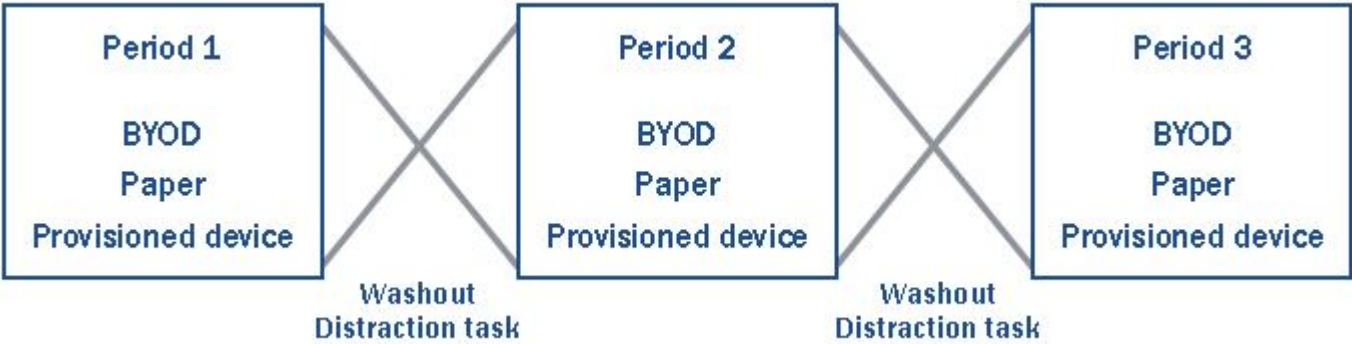 Period 1
BYOD
Paper
Provisioned device
Washout
Distraction task
Period 2
BYOD
Paper
Provisioned device
Washout
Distraction task
Period 3
BYOD
Paper
Provisioned device